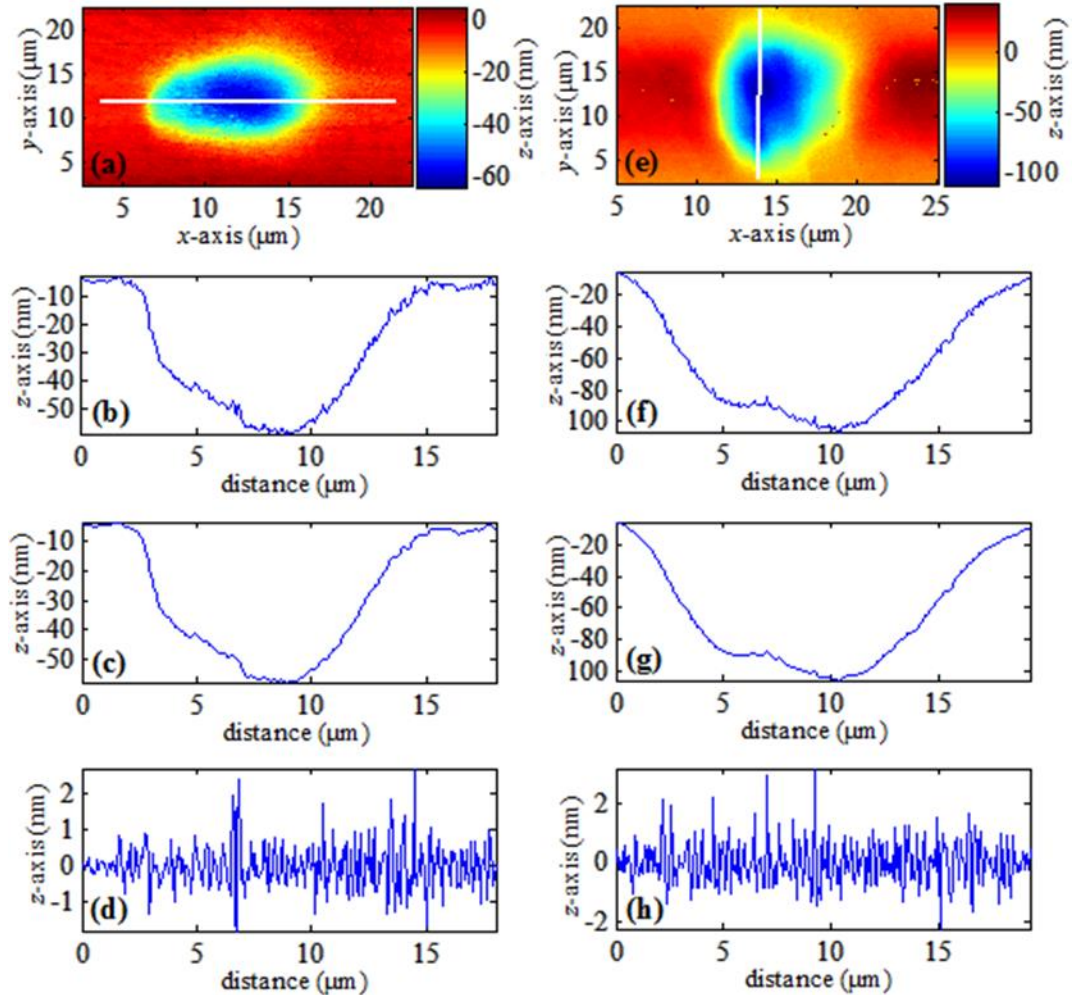 20
15
10
5
y-axis (µm)
(a)
5 10 15 20
x-axis (µm)
0
-20
-40
-60
z-axis (nm)
20
15
10
5
y-axis (µm)
(e)
5 10 15 20 25
x-axis (µm)
0
-50
-100
z-axis (nm)
-10
-20
-30
-40
-50
z-axis (nm)
(b)
0 5 10 15
distance (µm)
-20
-40
-60
-80
100
z-axis (nm)
(f)
0 5 10 15
distance (µm)
-10
-20
-30
-40
-50
z-axis (nm)
(c)
0 5 10 15
distance (µm)
-20
-40
-60
-80
100
z-axis (nm)
(g)
0 5 10 15
distance (µm)
2
1
0
-1
z-axis (nm)
(d)
0 5 10 15
distance (µm)
2
0
-2
z-axis (nm)
(h)
0 5 10 15
distance (µm)